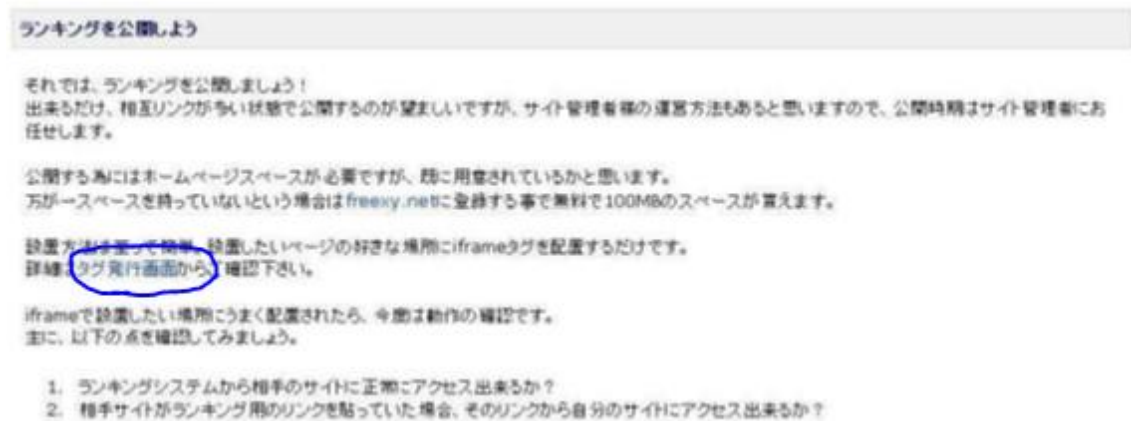 ランキングを公開しよう
それでは、ランキングを公開しましょう！
出来るだけ、相互リンクが多い状態で公開するのが望ましいですが、サイト管理者様の運営方法もあると思いますので、公開時期はサイト管理者にお
任せします。
公開する為にはホームページスペースが必要ですが、既に用意されているかと思います。
万が一スペースを持っていないという場合はfreexy.netに登録する事で無料で100MBのスペースが貰えます。
設置方法は至って簡単、設置したいページの好きな場所にiframeタグを配置するだけです。
詳細はタグ発行画面からご確認下さい。
iframeで設置したい場所にうまく配置されたら、今度は動作の確認です。
主に、以下の点を確認してみましょう。
1. ランキングシステムから相手のサイトに正常にアクセス出来るか？
2. 相手サイトがランキング用のリンクを貼っていた場合、そのリンクから自分のサイトにアクセス出来るか？